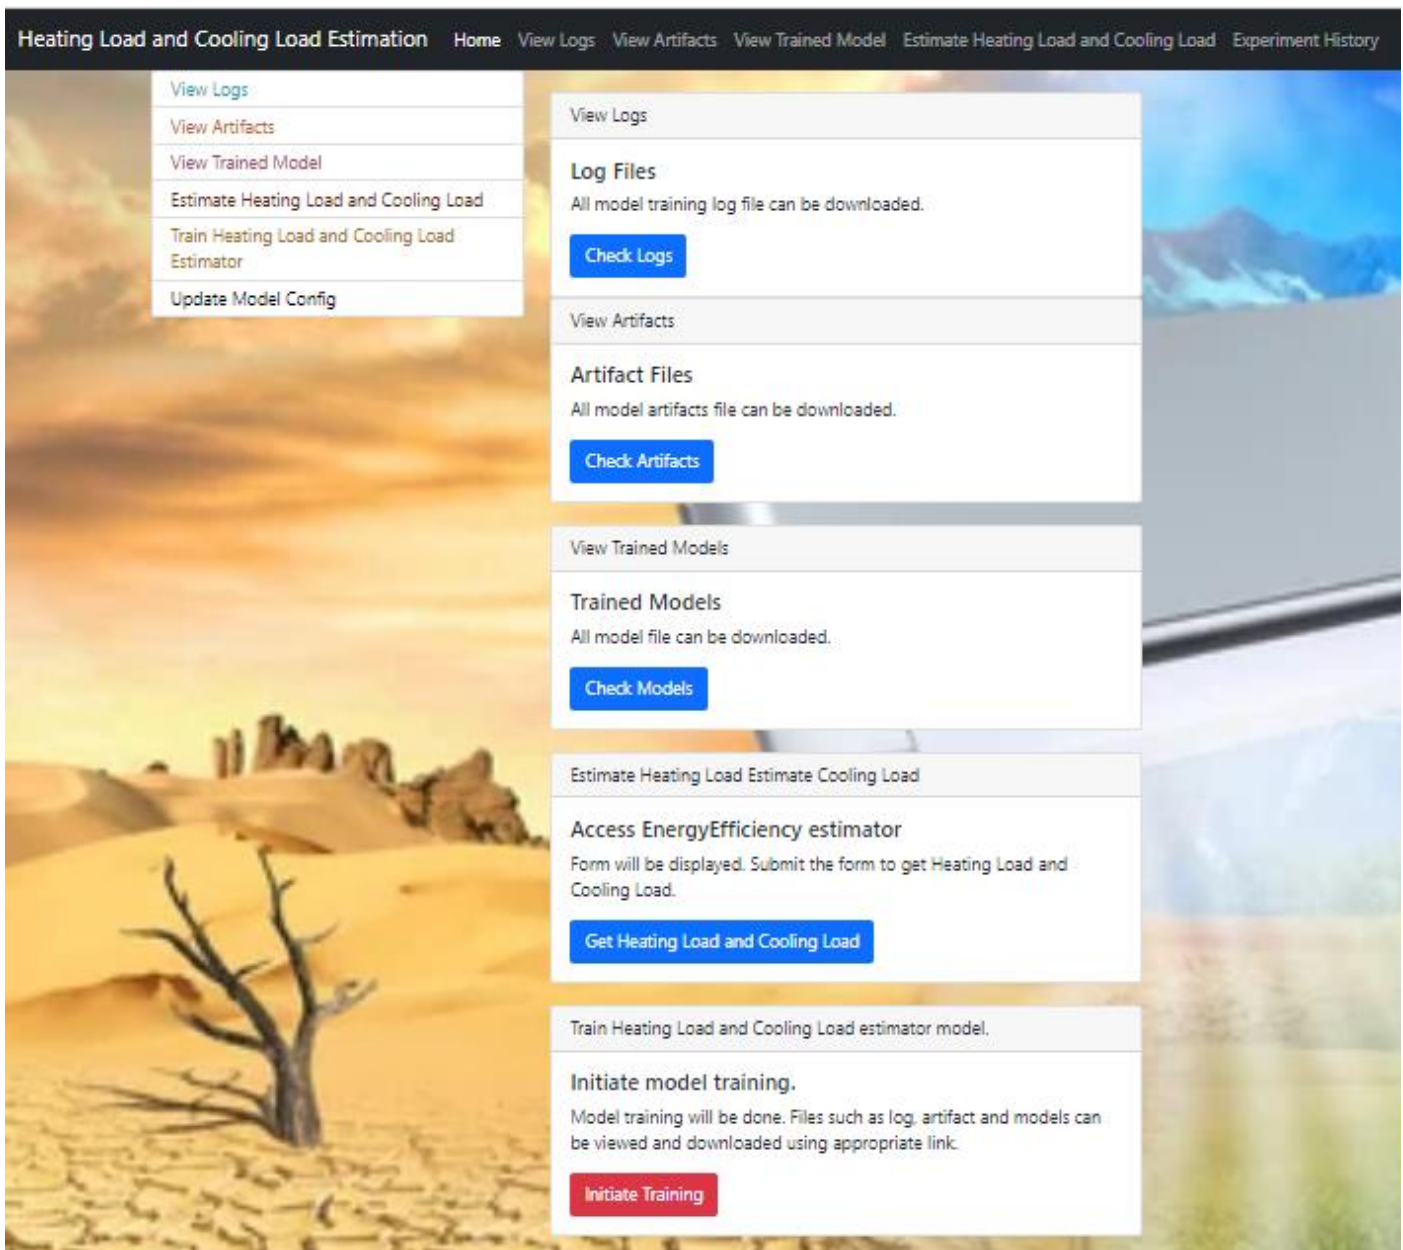 Heating Load and Cooling Load Estimation Home View Logs View Artifacts View Trained Model Estimate Heating Load and Cooling Load Experiment History
View Logs
View Artifacts
View Trained Model
Estimate Heating Load and Cooling Load
Train Heating Load and Cooling Load
Estimator
Update Model Config
View Logs
Log Files
All model training log file can be downloaded.
Check Logs
View Artifacts
Artifact Files
All model artifacts file can be downloaded.
Check Artifacts
View Trained Models
Trained Models
All model file can be downloaded.
Check Models
Estimate Heating Load Estimate Cooling Load
Access EnergyEfficiency estimator
Form will be displayed. Submit the form to get Heating Load and
Cooling Load.
Get Heating Load and Cooling Load
Train Heating Load and Cooling Load estimator model.
Initiate model training.
Model training will be done. Files such as log, artifact and models can
be viewed and downloaded using appropriate link.
Initiate Training